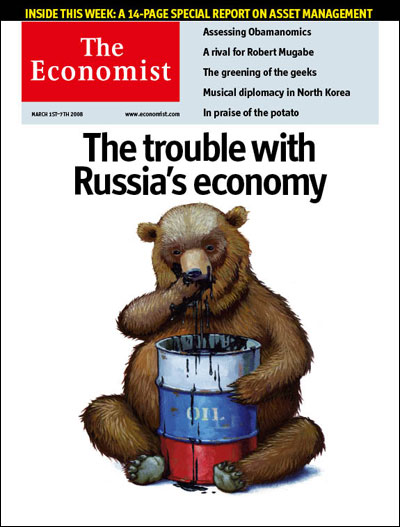 INSIDE THIS WEEK: A 14-PAGE SPECIAL REPORT ON ASSET MANAGEMENT
The
Economist
MARCH 1ST–7TH 2008
www.economist.com
Assessing Obamanomics
A rival for Robert Mugabe
The greening of the geeks
Musical diplomacy in North Korea
In praise of the potato
The trouble with
Russia's economy
OIL